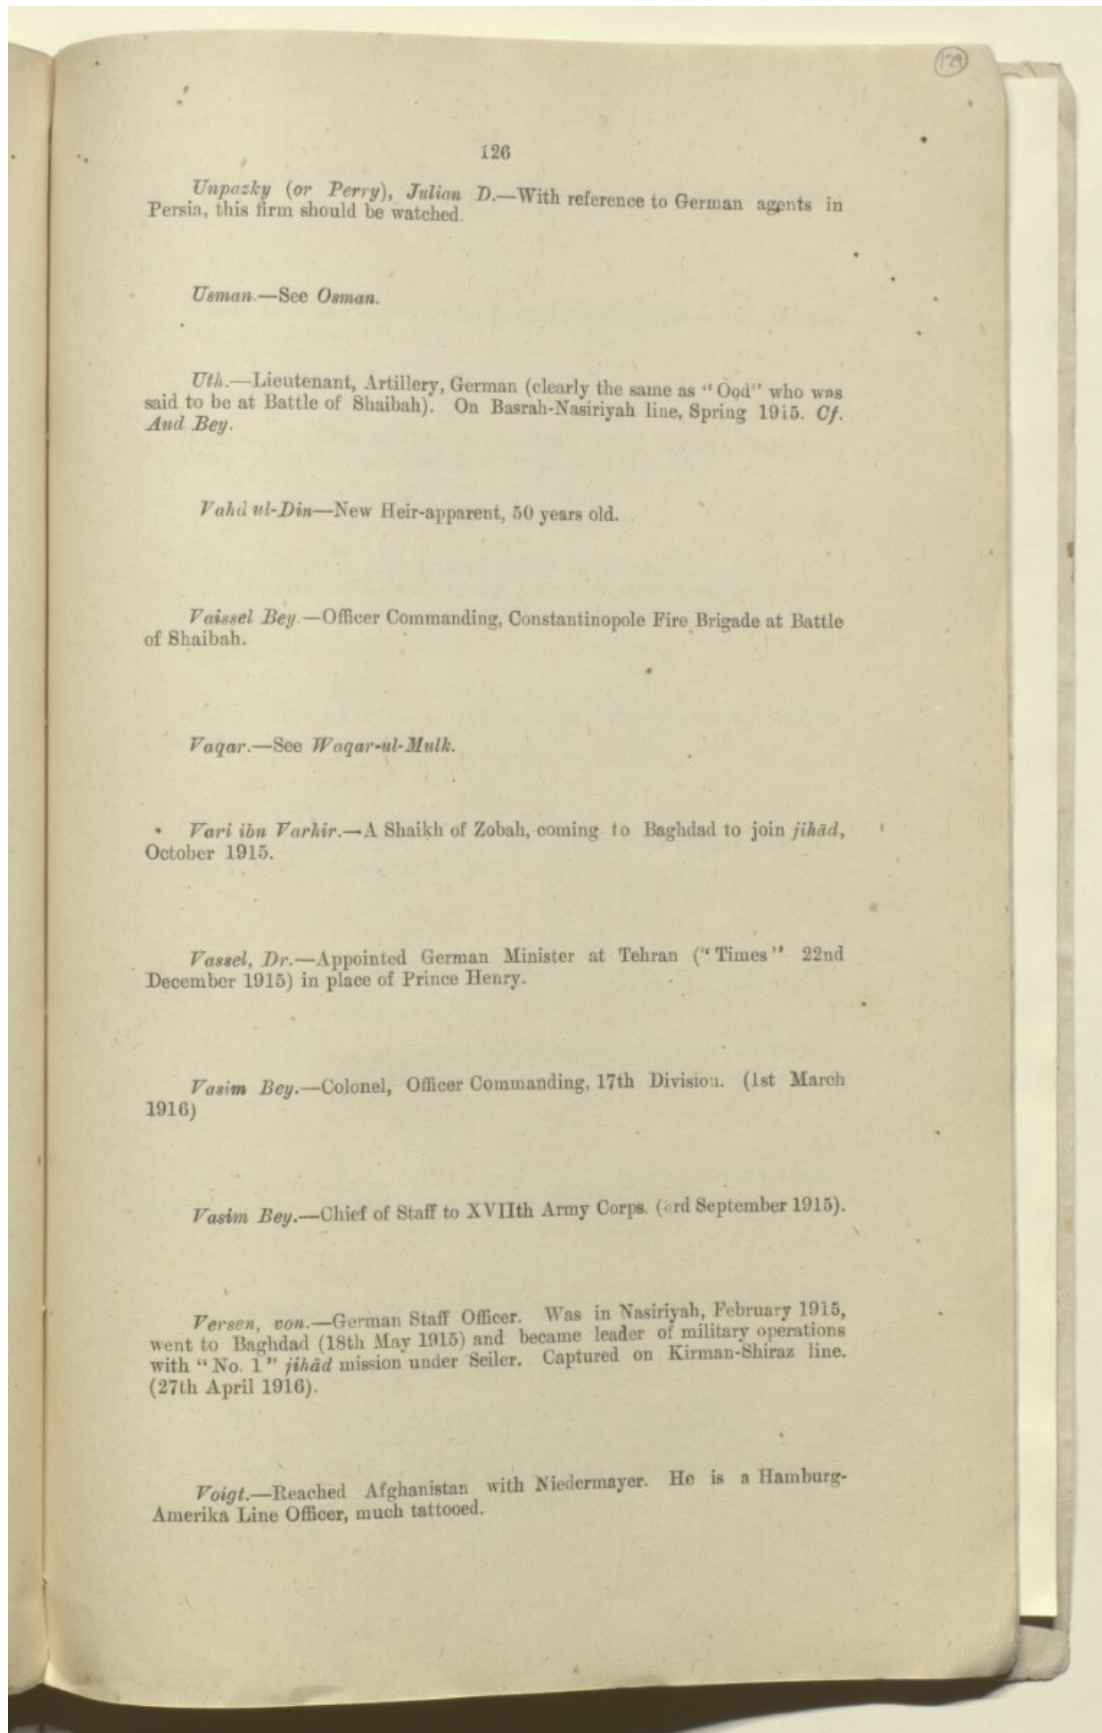 129
126
Unpazky (or Perry), Julian D.—With reference to German agents in
Persia, this firm should be watched.
Usman.—See Osman.
Uth.—Lieutenant, Artillery, German (clearly the same as "Ood" who was
said to be at Battle of Shaibah). On Basrah-Nasiriyah line, Spring 1915. Cf.
Aud Bey.
Vahd ul-Din—New Heir-apparent, 50 years old.
Vaissel Bey.—Officer Commanding, Constantinopole Fire Brigade at Battle
of Shaibah.
Vaqar.—See Waqar-ul-Mulk.
Vari ibn Varhir.—A Shaikh of Zobah, coming to Baghdad to join jihād,
October 1915.
Vassel, Dr.—Appointed German Minister at Tehran ("Times" 22nd
December 1915) in place of Prince Henry.
Vasim Bey.—Colonel, Officer Commanding, 17th Division. (1st March
1916)
Vasim Bey.—Chief of Staff to XVIIth Army Corps. (rd September 1915).
Versen, von.—German Staff Officer. Was in Nasiriyah, February 1915,
went to Baghdad (18th May 1915) and became leader of military operations
with "No. 1" jihād mission under Seiler. Captured on Kirman-Shiraz line.
(27th April 1916).
Voigt.—Reached Afghanistan with Niedermayer. He is a Hamburg-
Amerika Line Officer, much tattooed.